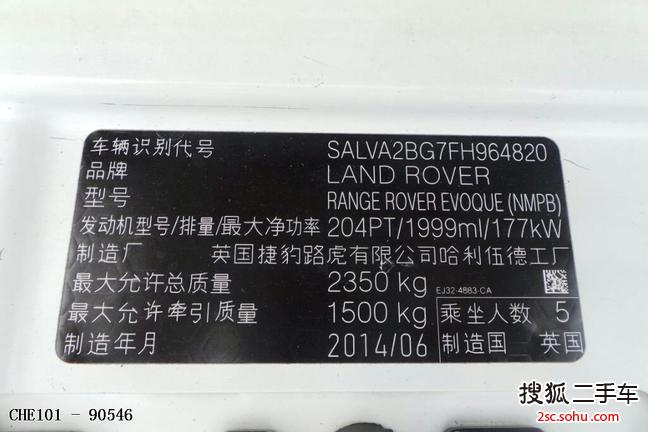 车辆识别代号 SALVA2BG7FH964820
品牌 LAND ROVER
型号 RANGE ROVER EVOQUE (NMPB)
发动机型号/排量/最大净功率 204PT/1999ml/177kW
制造厂 英国捷豹路虎有限公司哈利伍德工厂
最大允许总质量 2350 kg
EJ32-4883-CA
最大允许牵引质量 1500 kg 乘坐人数 5
制造年月 2014/06 制造国 英国
搜狐二手车
2sc.sohu.com
CHE101 - 90546